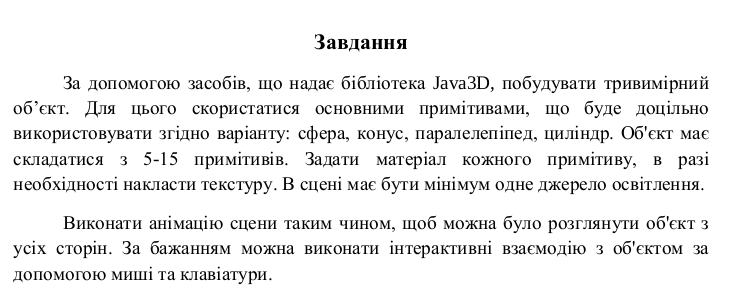 Завдання
За допомогою засобів, що надає бібліотека Java3D, побудувати тривимірний
об’єкт. Для цього скористатися основними примітивами, що буде доцільно
використовувати згідно варіанту: сфера, конус, паралелепіпед, циліндр. Об'єкт має
складатися з 5-15 примітивів. Задати матеріал кожного примітиву, в разі
необхідності накласти текстуру. В сцені має бути мінімум одне джерело освітлення.
Виконати анімацію сцени таким чином, щоб можна було розглянути об'єкт з
усіх сторін. За бажанням можна виконати інтерактивні взаємодію з об'єктом за
допомогою миші та клавіатури.